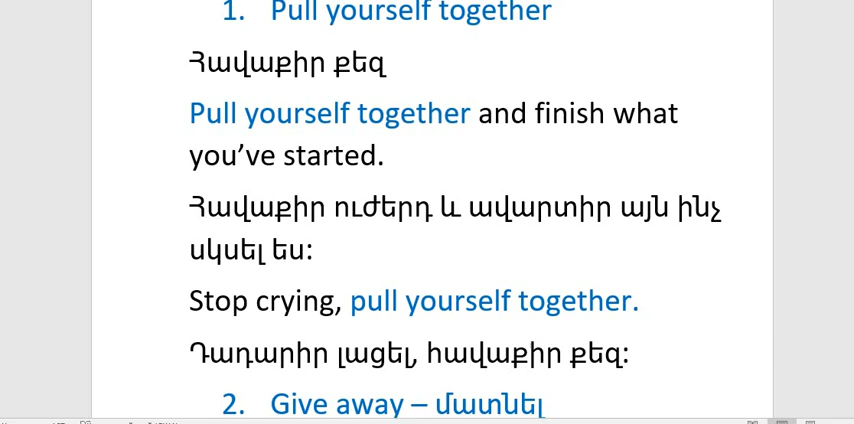 1. Pull yourself together
Հավաքիր քեզ
Pull yourself together and finish what
you’ve started.
Հավաքիր ուժերդ և ավարտիր այն ինչ
սկսել ես:
Stop crying, pull yourself together.
Դադարիր լացել, հավաքիր քեզ:
2. Give away – մատնել